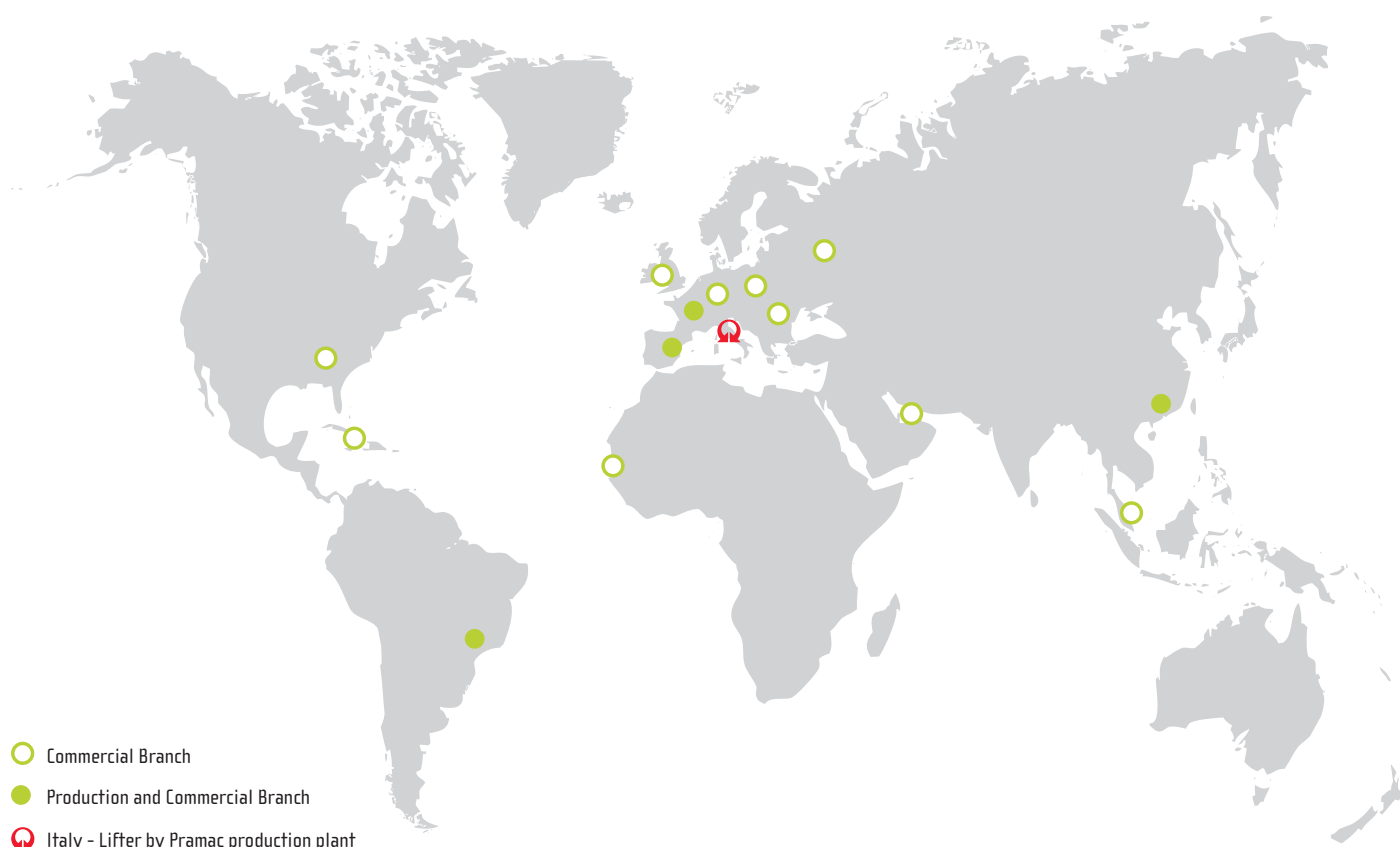 Commercial Branch
Production and Commercial Branch
Italy - Lifter by Pramac production plant